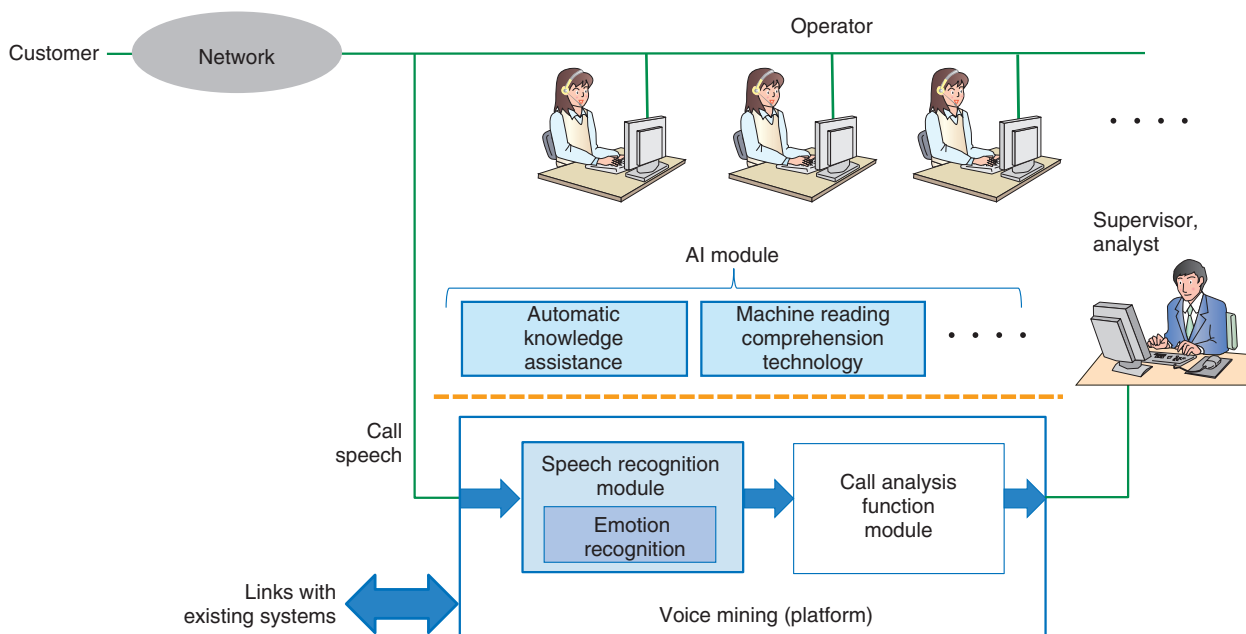 Operator
Customer
Network
Supervisor,
analyst
AI module
Automatic
knowledge
assistance
Machine reading
comprehension
technology
Call
speech
Speech recognition
module
Emotion
recognition
Call analysis
function
module
Links with
existing systems
Voice mining (platform)